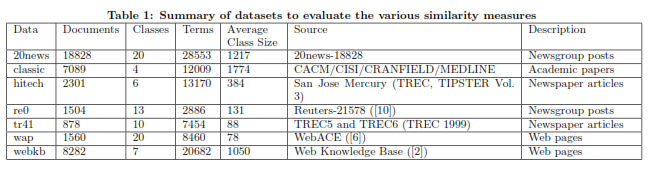 Table 1: Summary of datasets to evaluate the various similarity measures
Data Documents Classes Terms Average Class Size Source Description
20news 18828 20 28553 1217 20news-18828 Newsgroup posts
classic 7089 4 12009 1774 CACM/CISI/CRANFIELD/MEDLINE Academic papers
hitech 2301 6 13170 384 San Jose Mercury (TREC, TIPSTER Vol. 3) Newspaper articles
re0 1504 13 2886 131 Reuters-21578 ([10]) Newsgroup posts
tr41 878 10 7454 88 TREC5 and TREC6 (TREC 1999) Newspaper articles
wap 1560 20 8460 78 WebACE ([6]) Web pages
webkb 8282 7 20682 1050 Web Knowledge Base ([2]) Web pages